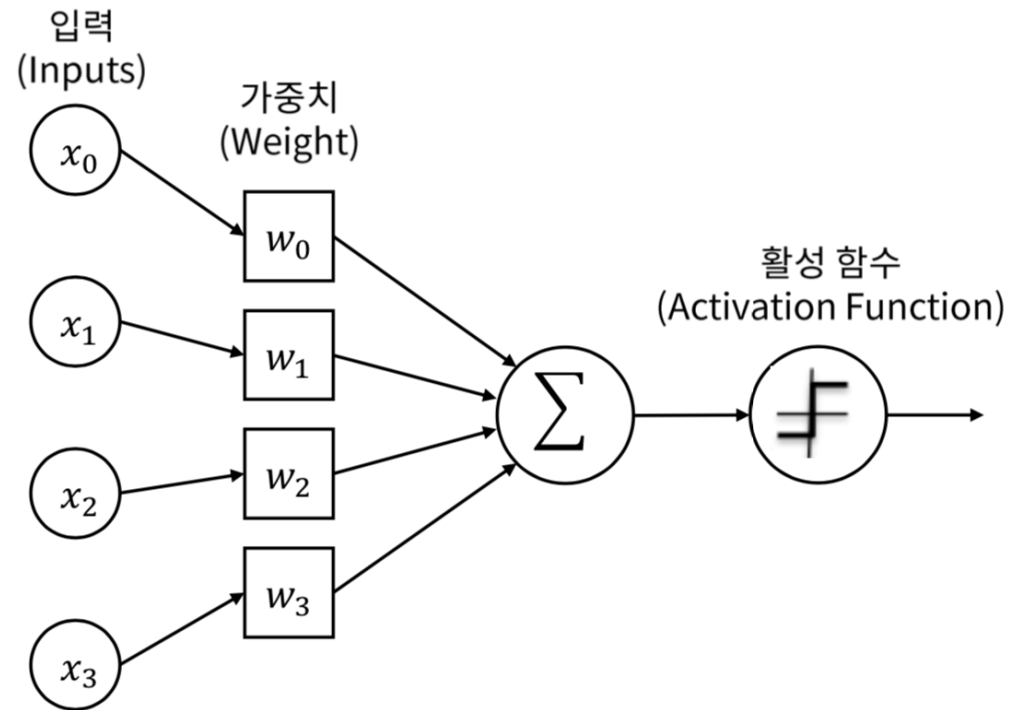 입력
(Inputs)
가중치
(Weight)
x₀
w₀
활성 함수
(Activation Function)
x₁
w₁
∑
x₂
w₂
x₃
w₃